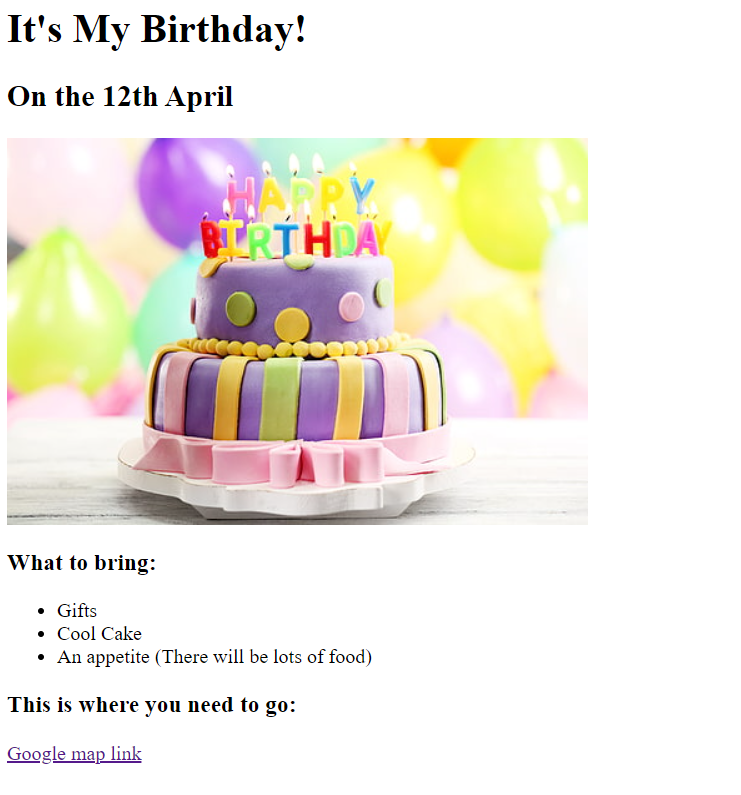 It's My Birthday!
On the 12th April
HAPPY
BIRTHDAY
What to bring:
Gifts
Cool Cake
An appetite (There will be lots of food)
This is where you need to go:
Google map link